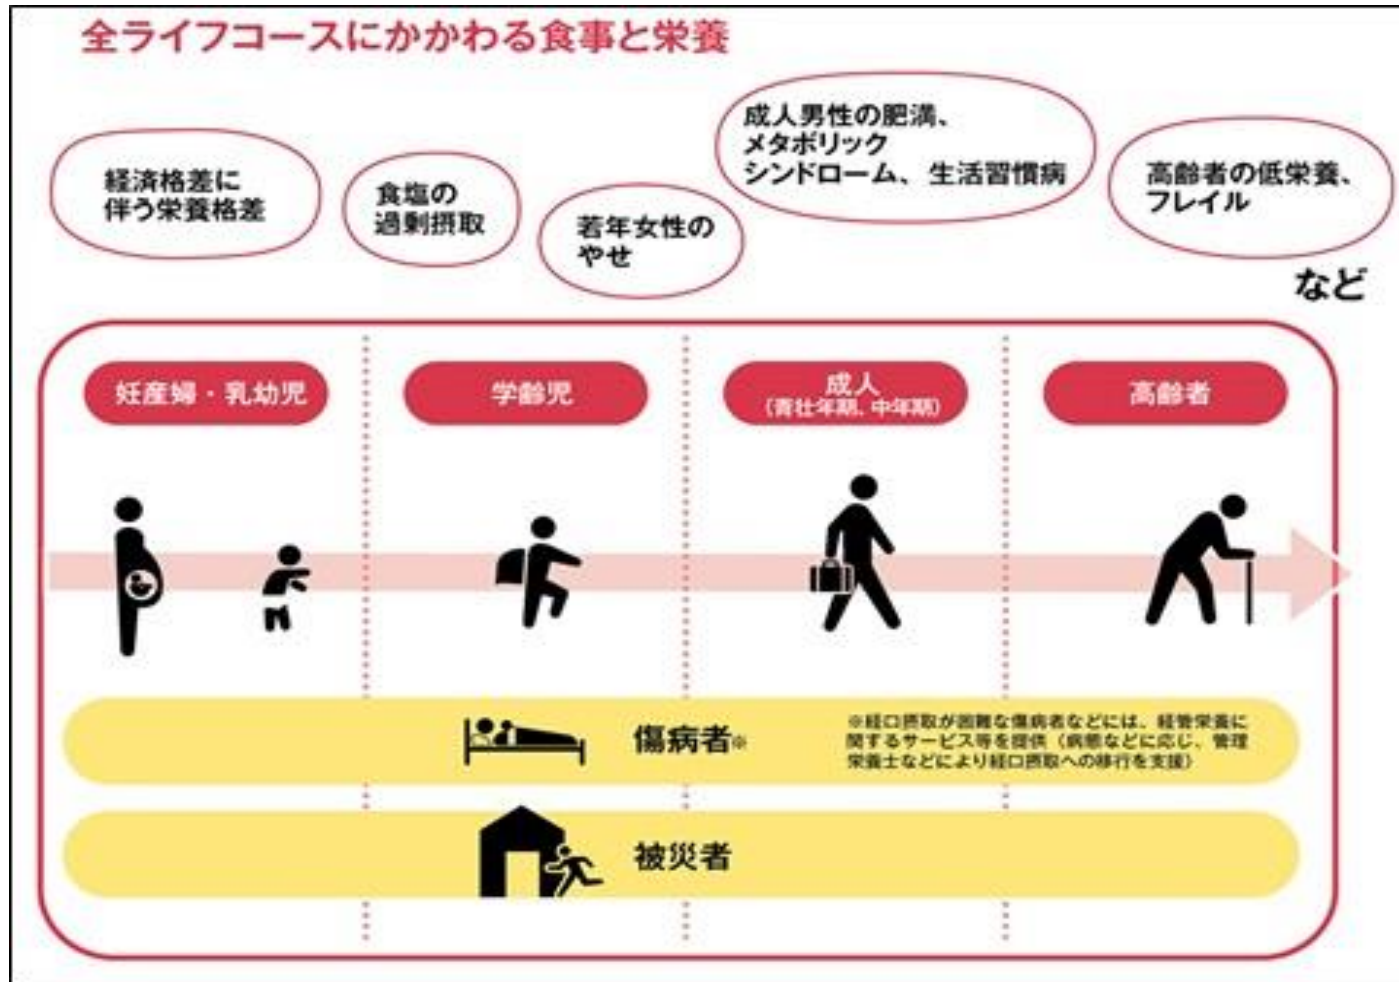 全ライフコースにかかわる食事と栄養
経済格差に
伴う栄養格差
食塩の
過剰摂取
若年女性の
やせ
成人男性の肥満、
メタボリック
シンドローム、生活習慣病
高齢者の低栄養、
フレイル
など
妊産婦・乳幼児
学齢児
成人
(青壮年期、中年期)
高齢者
傷病者※
※経口摂取が困難な傷病者などには、経管栄養に
関するサービス等を提供（病態などに応じ、管理
栄養士などにより経口摂取への移行を支援）
被災者